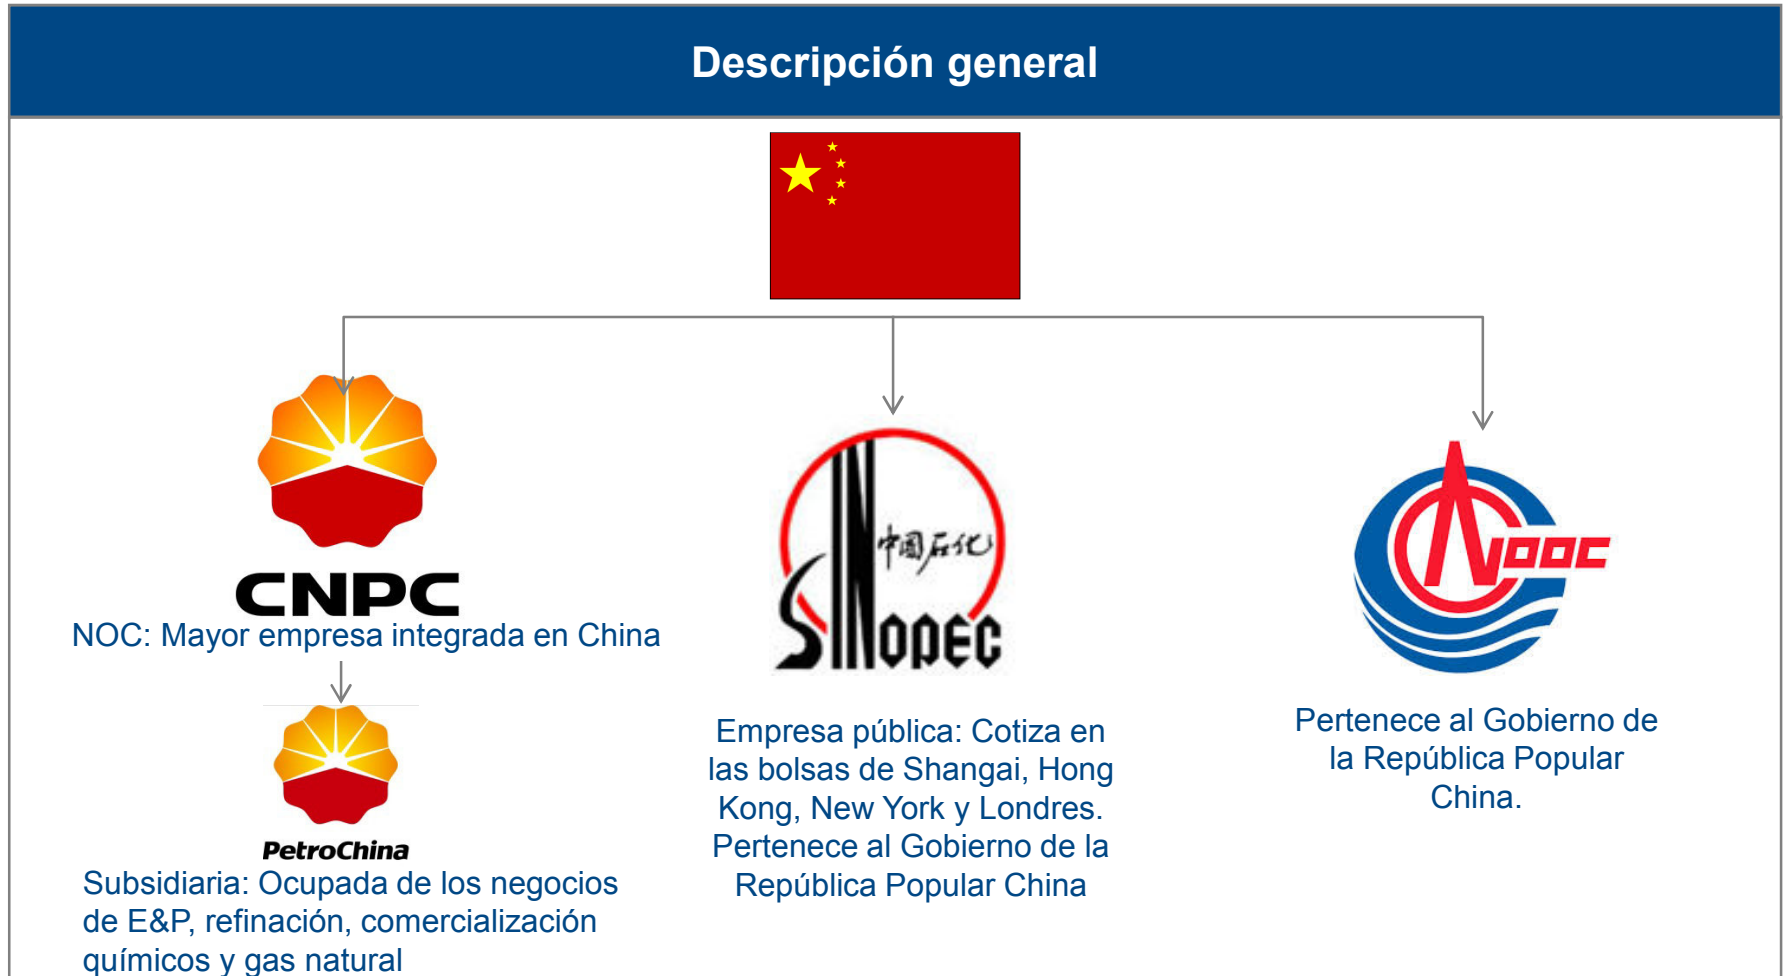 Descripción general
CNPC
NOC: Mayor empresa integrada en China
PetroChina
Subsidiaria: Ocupada de los negocios
de E&P, refinación, comercialización
químicos y gas natural
中国石化
SINOPEC
Empresa pública: Cotiza en
las bolsas de Shangai, Hong
Kong, New York y Londres.
Pertenece al Gobierno de la
República Popular China
CNOOC
Pertenece al Gobierno de
la República Popular
China.